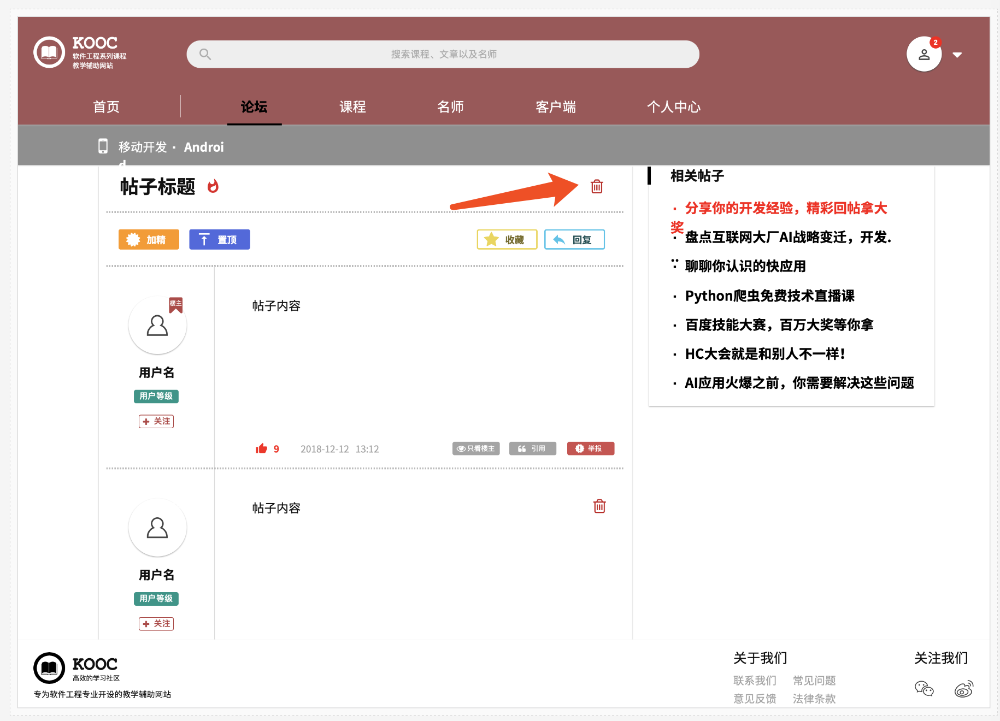 KOOC
软件工程系列课程
教学辅助网站
搜索课程、文章以及名师
2
首页
论坛
课程
名师
客户端
个人中心
移动开发 · Androi
d
帖子标题
加精
置顶
收藏
回复
楼主
帖子内容
用户名
用户等级
+ 关注
9
2018-12-12 13:12
只看楼主
引用
举报
帖子内容
用户名
用户等级
+ 关注
相关帖子
· 分享你的开发经验，精彩回帖拿大
奖
· 盘点互联网大厂AI战略变迁，开发.
· 聊聊你认识的快应用
· Python爬虫免费技术直播课
· 百度技能大赛，百万大奖等你拿
· HC大会就是和别人不一样！
· AI应用火爆之前，你需要解决这些问题
KOOC
高效的学习社区
专为软件工程专业开设的教学辅助网站
关于我们
联系我们 常见问题
意见反馈 法律条款
关注我们